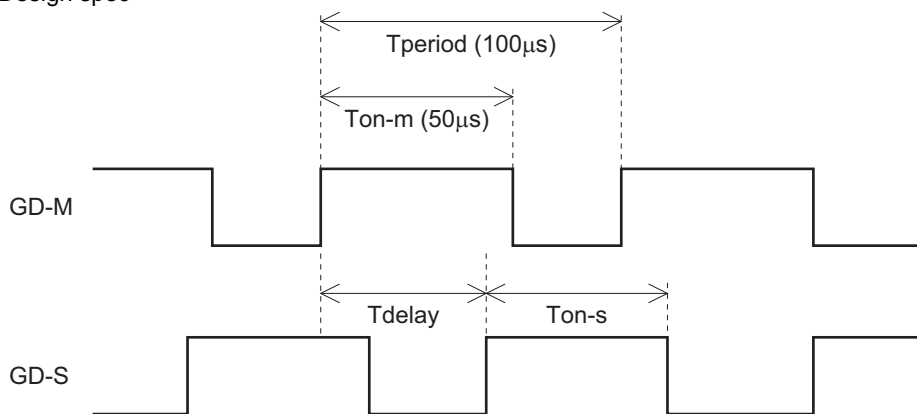 Design spec
Tperiod (100μs)
Ton-m (50μs)
GD-M
Tdelay
Ton-s
GD-S